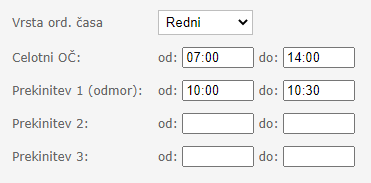 Vrsta ord. časa Redni
Celotni OČ: od: 07:00 do: 14:00
Prekinitev 1 (odmor): od: 10:00 do: 10:30
Prekinitev 2: od: do:
Prekinitev 3: od: do: